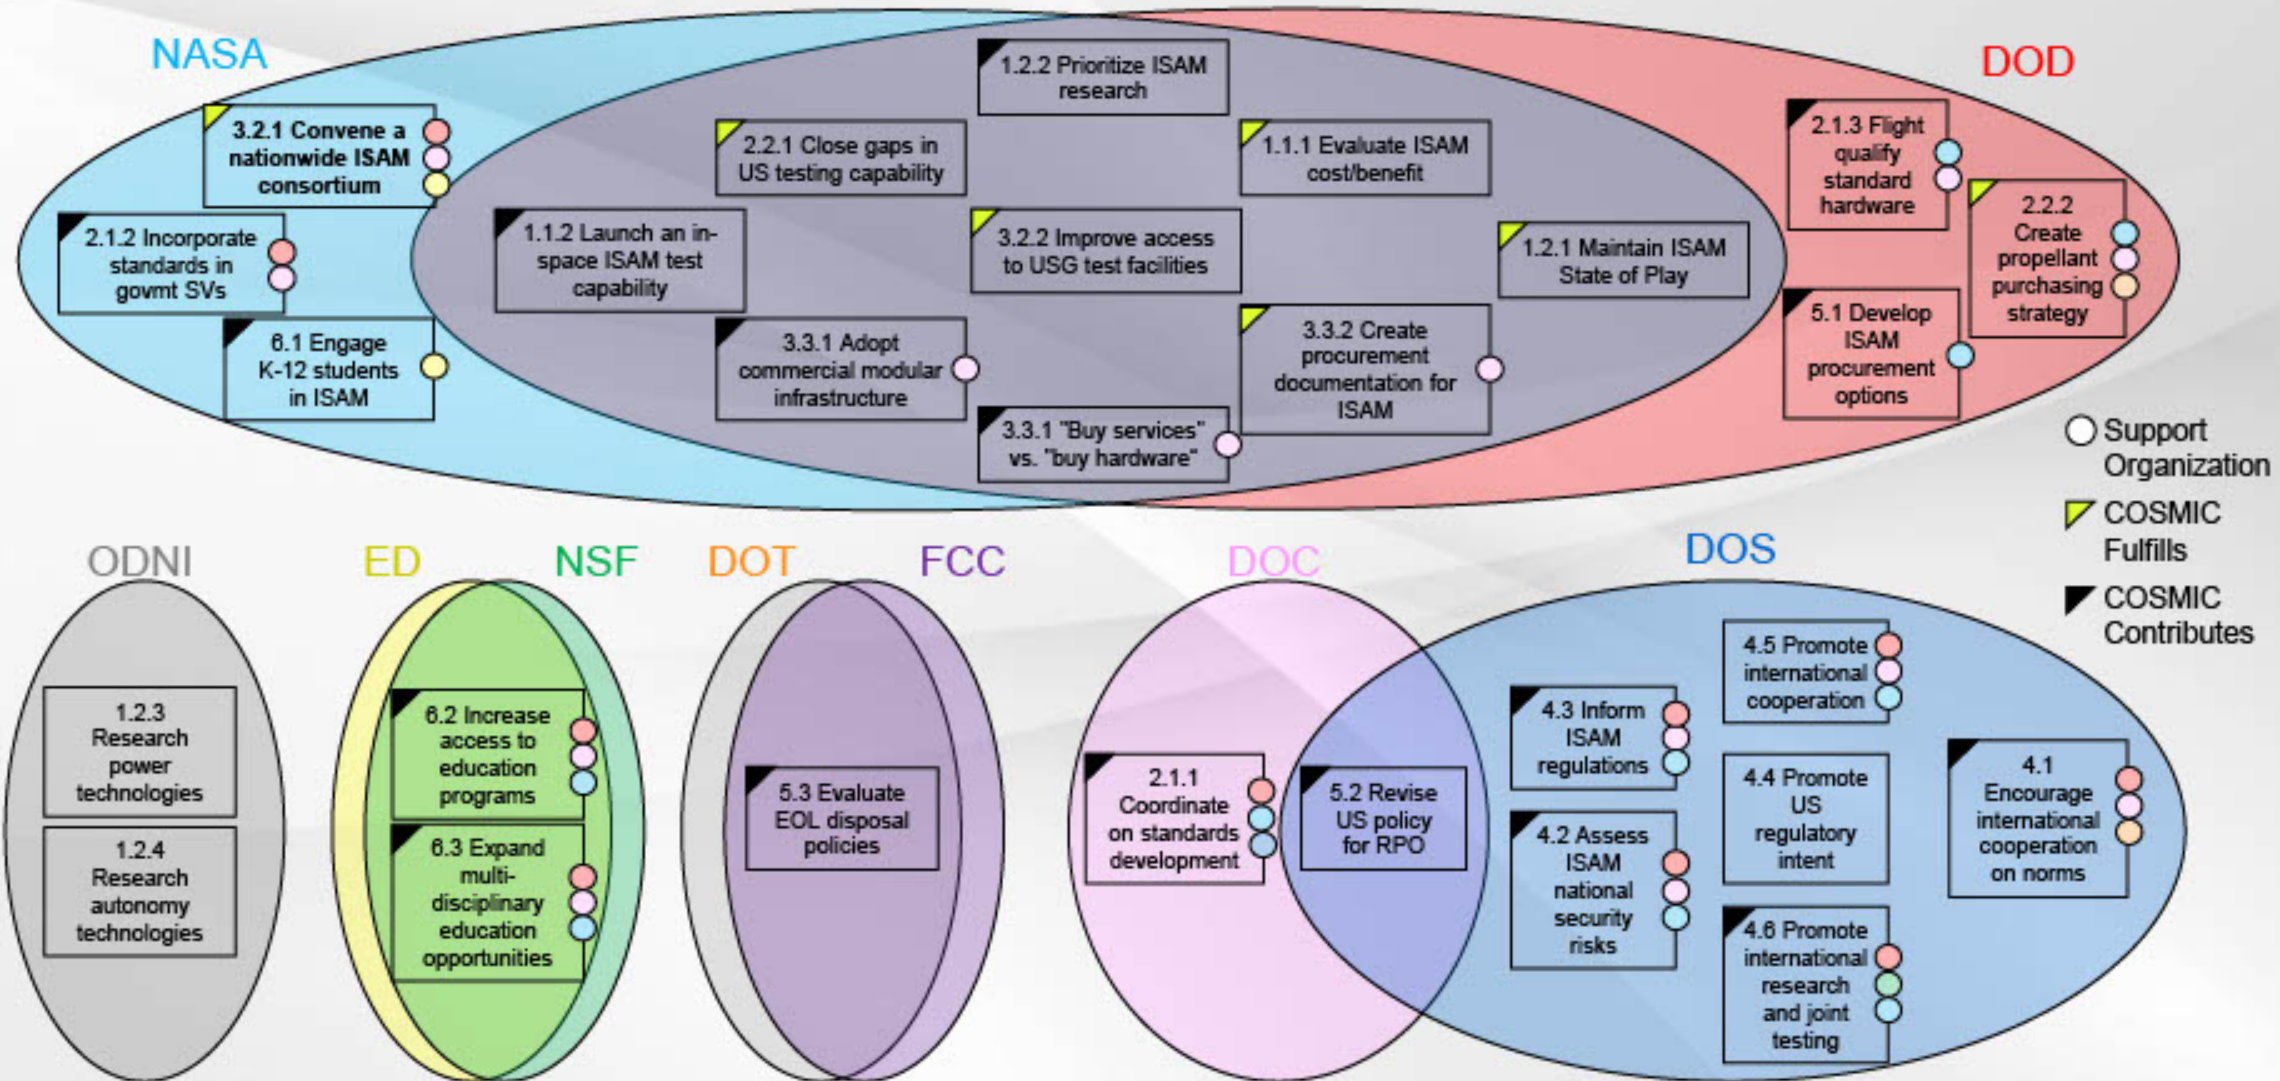 NASA
DOD
1.2.2 Prioritize ISAM
research
3.2.1 Convene a
nationwide ISAM
consortium
2.2.1 Close gaps in
US testing capability
1.1.1 Evaluate ISAM
cost/benefit
2.1.3 Flight
qualify
standard
hardware
2.2.2
Create
propellant
purchasing
strategy
2.1.2 Incorporate
standards in
govmt SVs
1.1.2 Launch an in-
space ISAM test
capability
3.2.2 Improve access
to USG test facilities
1.2.1 Maintain ISAM
State of Play
6.1 Engage
K-12 students
in ISAM
3.3.1 Adopt
commercial modular
infrastructure
3.3.2 Create
procurement
documentation for
ISAM
5.1 Develop
ISAM
procurement
options
3.3.1 "Buy services"
vs. "buy hardware"
Support
Organization
COSMIC
Fulfills
COSMIC
Contributes
ODNI
ED
NSF
DOT
FCC
DOC
DOS
1.2.3
Research
power
technologies
1.2.4
Research
autonomy
technologies
6.2 Increase
access to
education
programs
6.3 Expand
multi-
disciplinary
education
opportunities
5.3 Evaluate
EOL disposal
policies
2.1.1
Coordinate
on standards
development
5.2 Revise
US policy
for RPO
4.3 Inform
ISAM
regulations
4.2 Assess
ISAM
national
security
risks
4.5 Promote
international
cooperation
4.4 Promote
US
regulatory
intent
4.6 Promote
international
research
and joint
testing
4.1
Encourage
international
cooperation
on norms